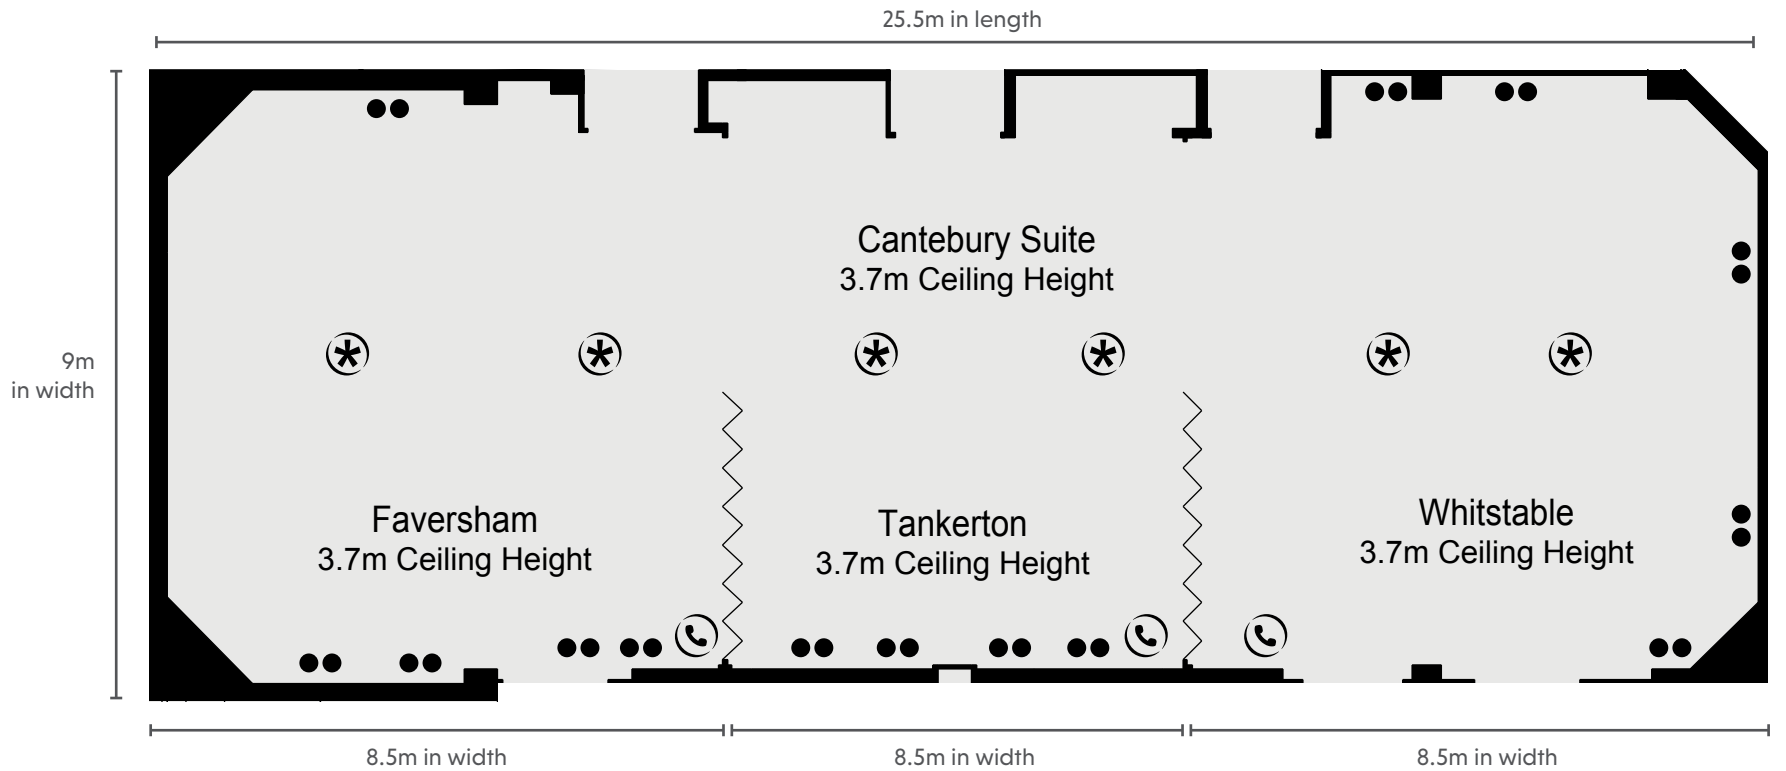 25.5m in length
9m
in width
Cantebury Suite
3.7m Ceiling Height
Faversham
3.7m Ceiling Height
Tankerton
3.7m Ceiling Height
Whitstable
3.7m Ceiling Height
8.5m in width
8.5m in width
8.5m in width